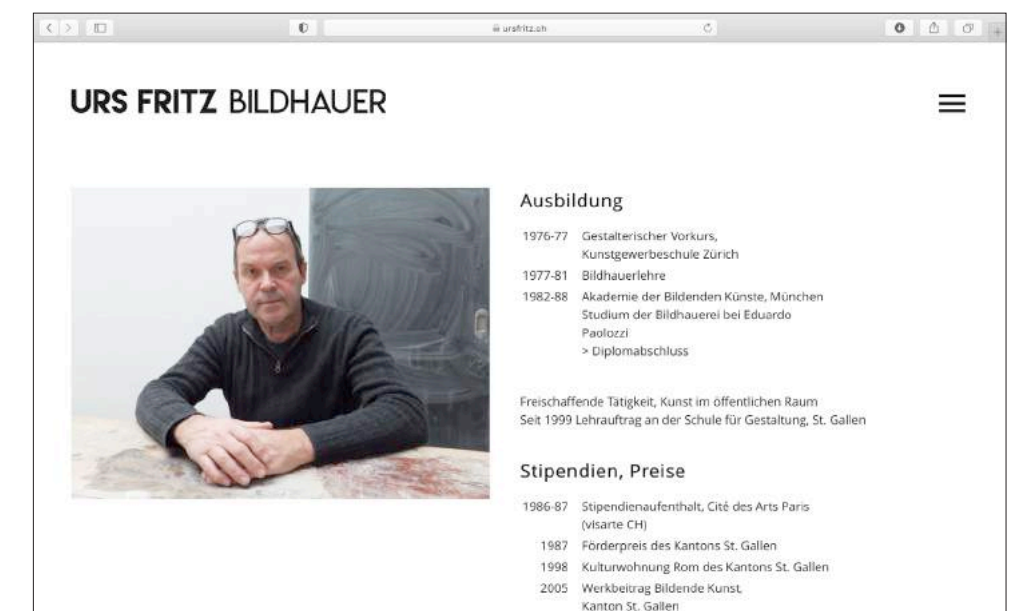 ursfritz.ch
URS FRITZ BILDHAUER
Ausbildung
1976-77 Gestalterischer Vorkurs,
Kunstgewerbeschule Zürich
1977-81 Bildhauerlehre
1982-88 Akademie der Bildenden Künste, München
Studium der Bildhauerei bei Eduardo
Paolozzi
> Diplomabschluss
Freischaffende Tätigkeit, Kunst im öffentlichen Raum
Seit 1999 Lehrauftrag an der Schule für Gestaltung, St. Gallen
Stipendien, Preise
1986-87 Stipendienaufenthalt, Cité des Arts Paris
(visarte CH)
1987 Förderpreis des Kantons St. Gallen
1998 Kulturwohnung Rom des Kantons St. Gallen
2005 Werkbeitrag Bildende Kunst,
Kanton St. Gallen